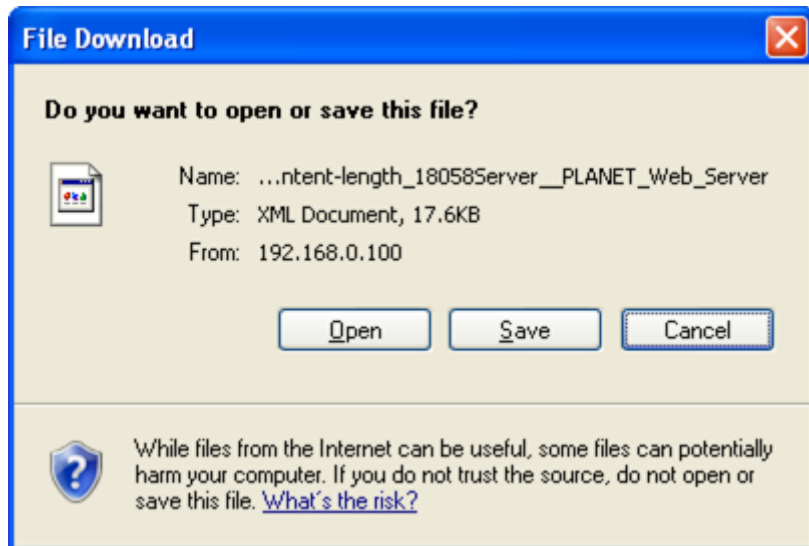 File Download
Do you want to open or save this file?
Name: ...ntent-length_18058Server__PLANET_Web_Server
Type: XML Document, 17.6KB
From: 192.168.0.100
Open Save Cancel
While files from the Internet can be useful, some files can potentially
harm your computer. If you do not trust the source, do not open or
save this file. What's the risk?